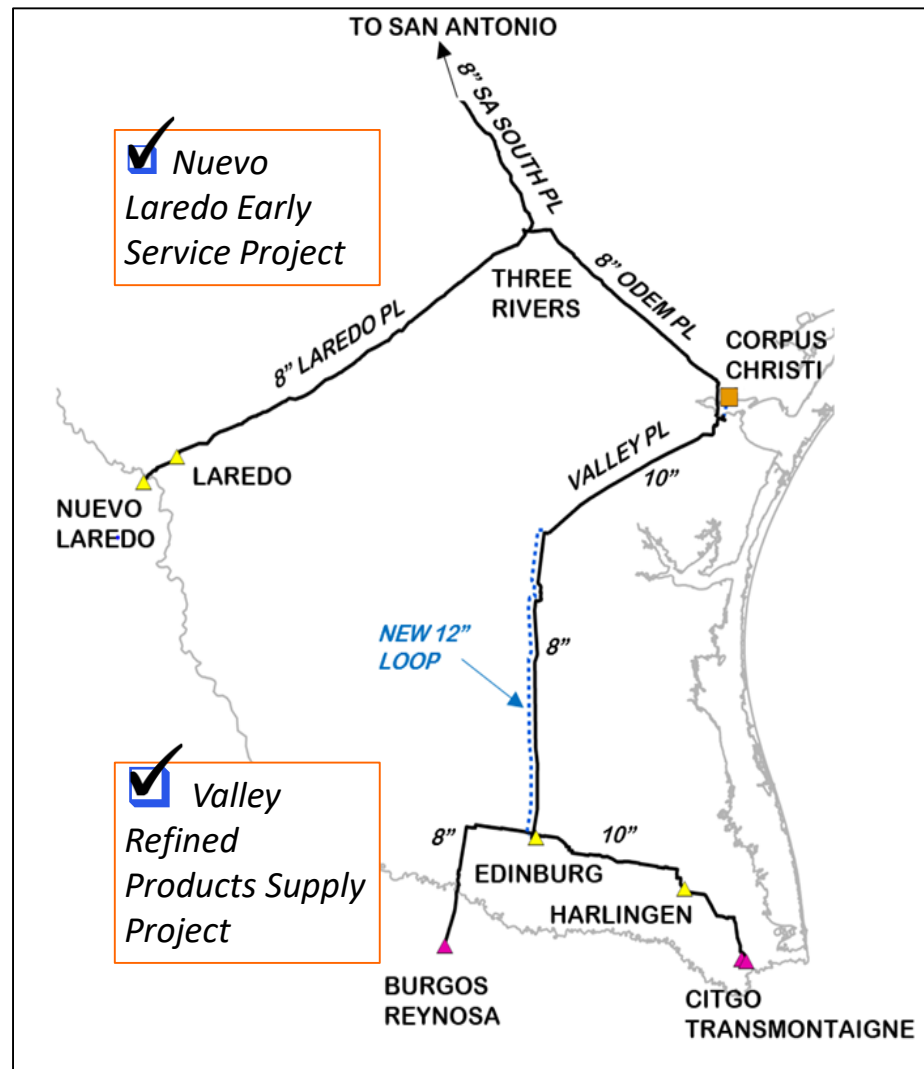 TO SAN ANTONIO
8” SA SOUTH PL
Nuevo
Laredo Early
Service Project
THREE
RIVERS
8” ODEM PL
CORPUS
CHRISTI
8” LAREDO PL
LAREDO
NUEVO
LAREDO
VALLEY PL
10”
NEW 12”
LOOP
8”
Valley
Refined
Products Supply
Project
8”
10”
EDINBURG
HARLINGEN
BURGOS
REYNOSA
CITGO
TRANSMONTAIGNE